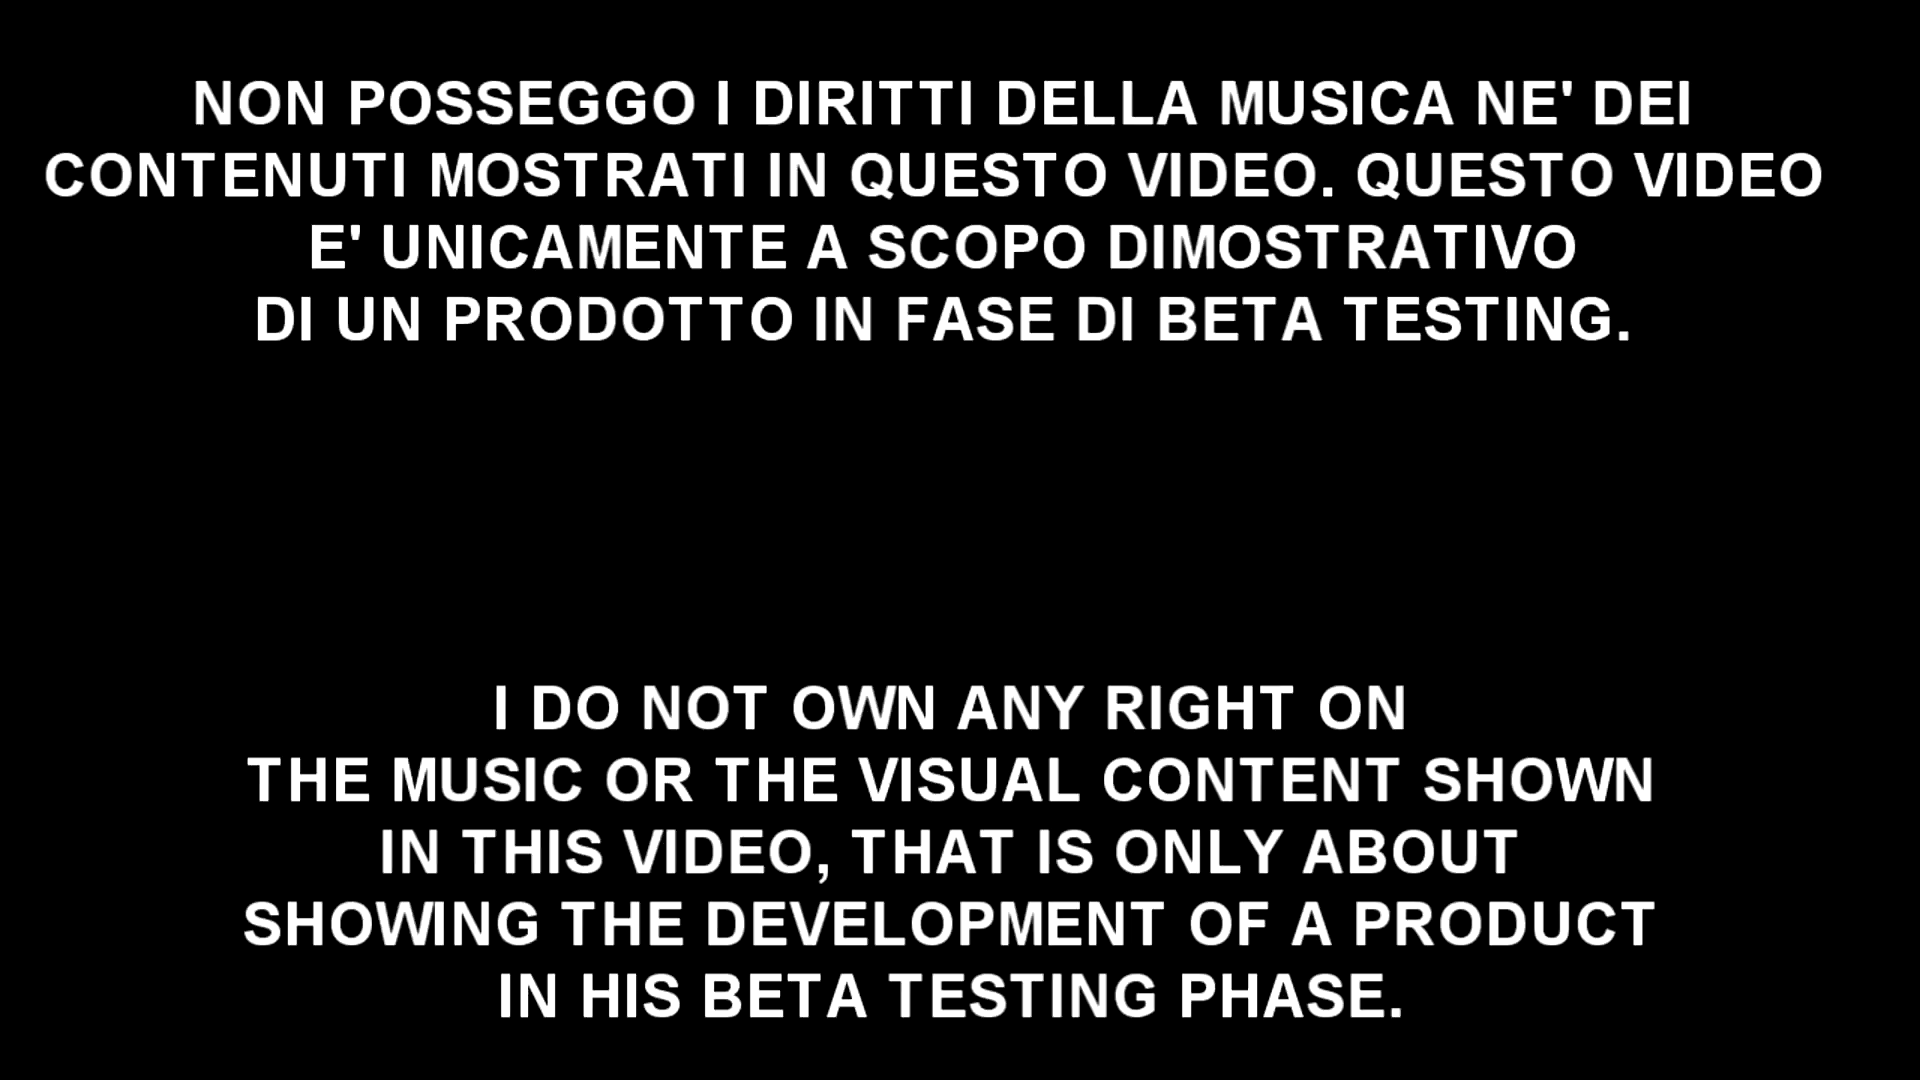 NON POSSEGGO I DIRITTI DELLA MUSICA NE' DEI
CONTENUTI MOSTRATI IN QUESTO VIDEO. QUESTO VIDEO
E' UNICAMENTE A SCOPO DIMOSTRATIVO
DI UN PRODOTTO IN FASE DI BETA TESTING.
I DO NOT OWN ANY RIGHT ON
THE MUSIC OR THE VISUAL CONTENT SHOWN
IN THIS VIDEO, THAT IS ONLY ABOUT
SHOWING THE DEVELOPMENT OF A PRODUCT
IN HIS BETA TESTING PHASE.